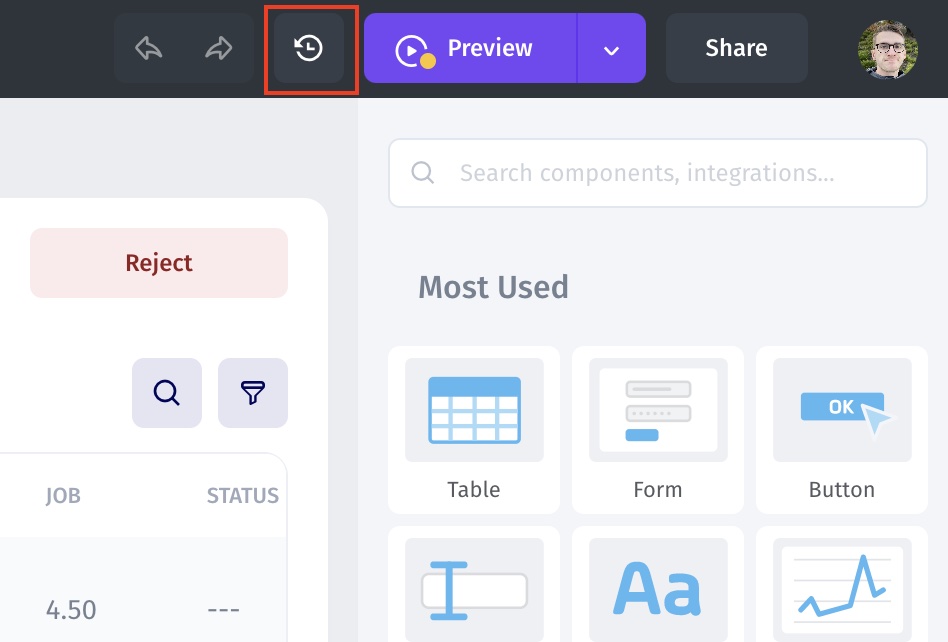 Preview
Share
Search components, integrations...
Reject
Most Used
OK
Table
Form
Button
JOB
STATUS
Aa
4.50
---